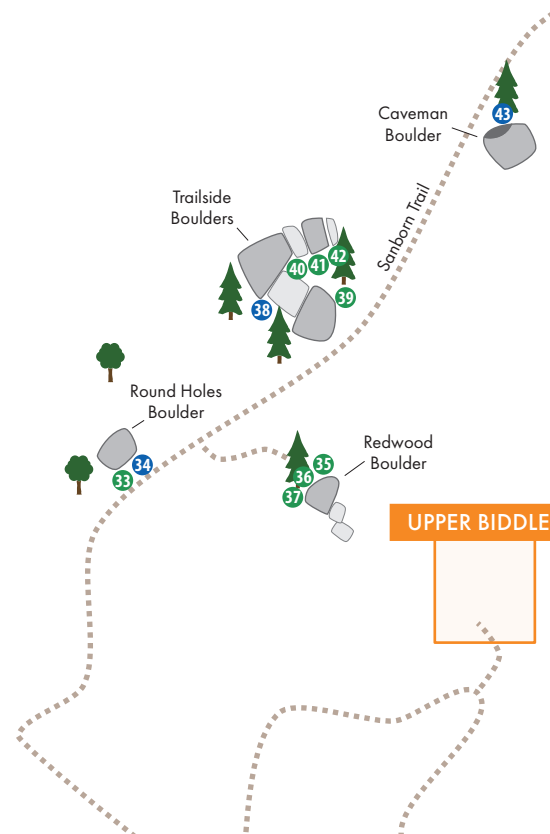 43
Caveman
Boulder
Sanborn Trail
Trailside
Boulders
40
41
42
39
38
Round Holes
Boulder
34
33
Redwood
Boulder
35
36
37
UPPER BIDDLE